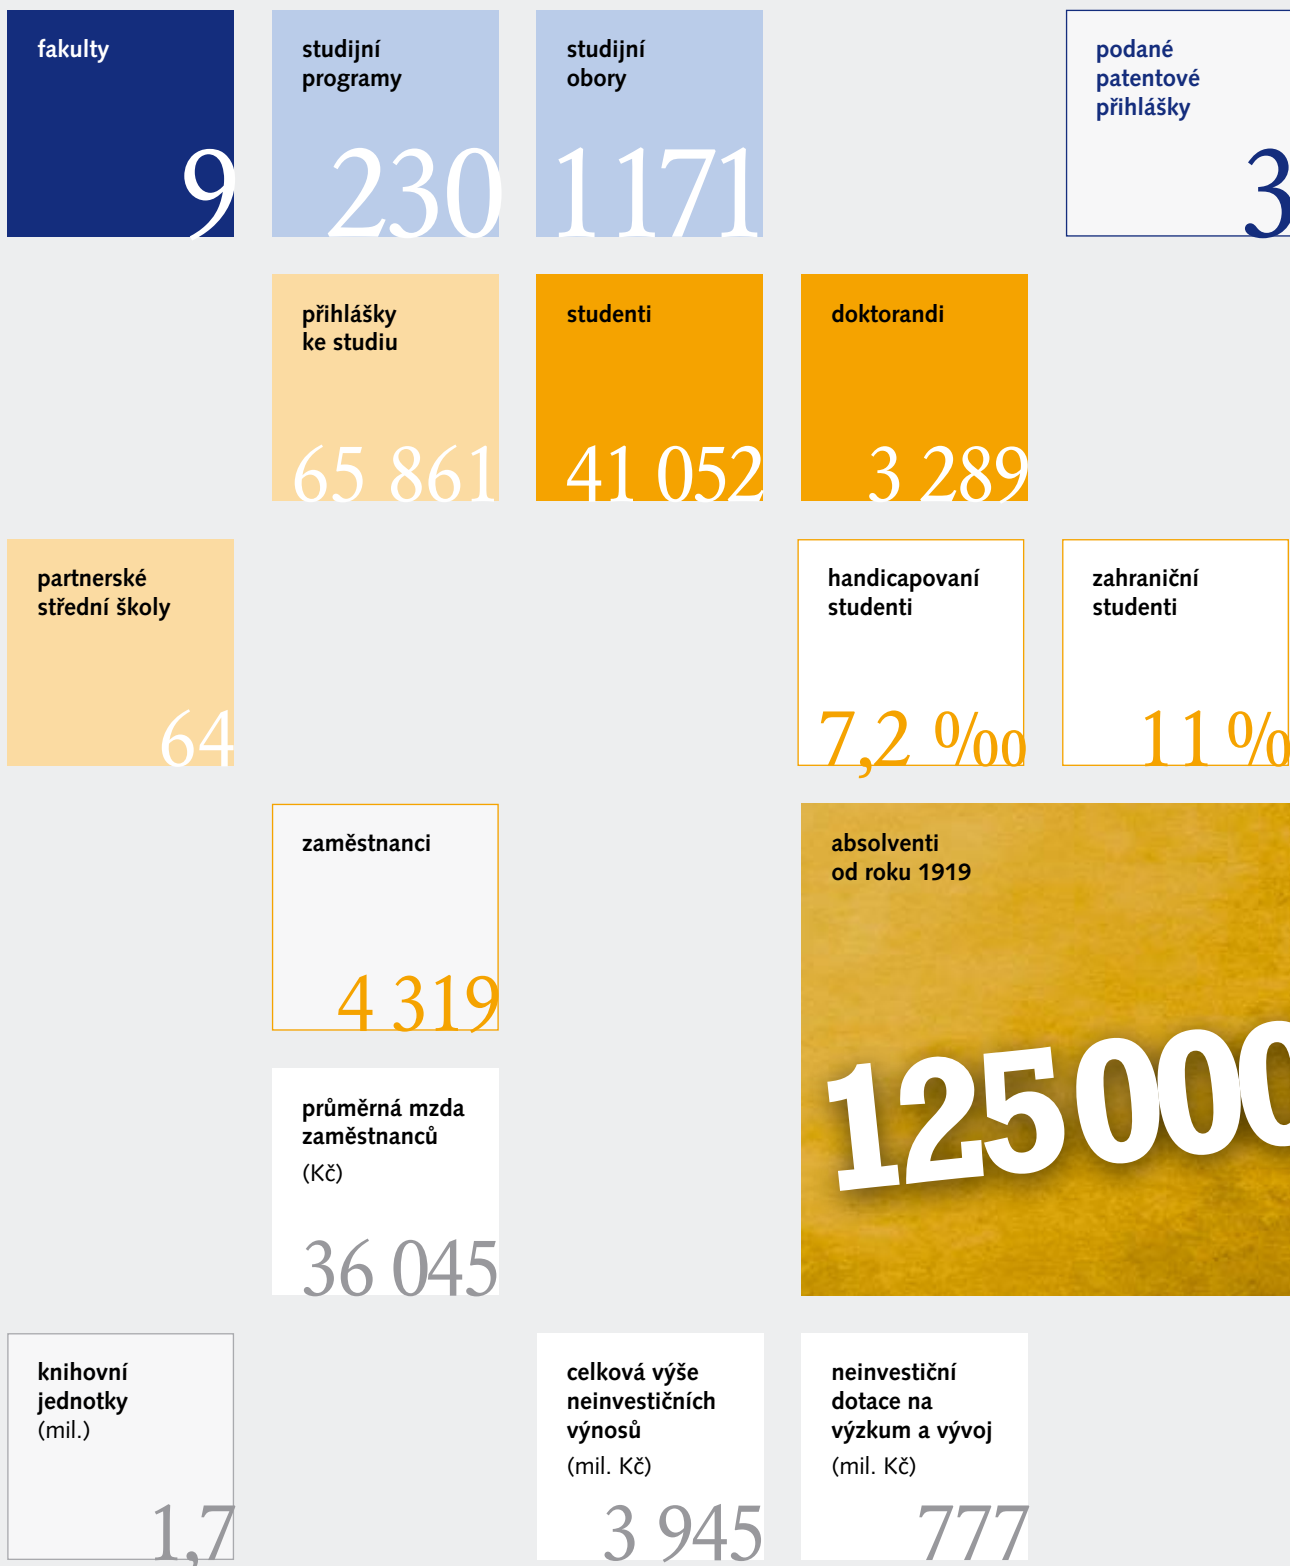 fakulty
9
studijní
programy
230
studijní
obory
1 171
podané
patentové
přihlášky
3
přihlášky
ke studiu
65 861
studenti
41 052
doktorandi
3 289
partnerské
střední školy
64
handicapovaní
studenti
7,2 ‰
zahraniční
studenti
11 %
zaměstnanci
4 319
absolventi
od roku 1919
125 000
průměrná mzda
zaměstnanců
(Kč)
36 045
knihovní
jednotky
(mil.)
1,7
celková výše
neinvestičních
výnosů
(mil. Kč)
3 945
neinvestiční
dotace na
výzkum a vývoj
(mil. Kč)
777